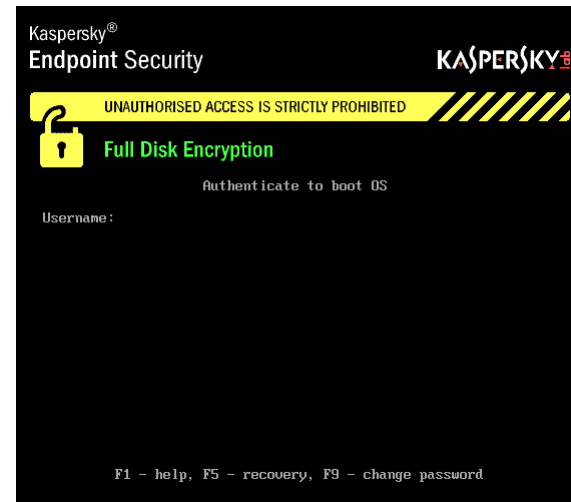 Kaspersky®
Endpoint Security
KASPERSKY lab
UNAUTHORISED ACCESS IS STRICTLY PROHIBITED
Full Disk Encryption
Authenticate to boot OS
Username:
F1 - help, F5 - recovery, F9 - change password